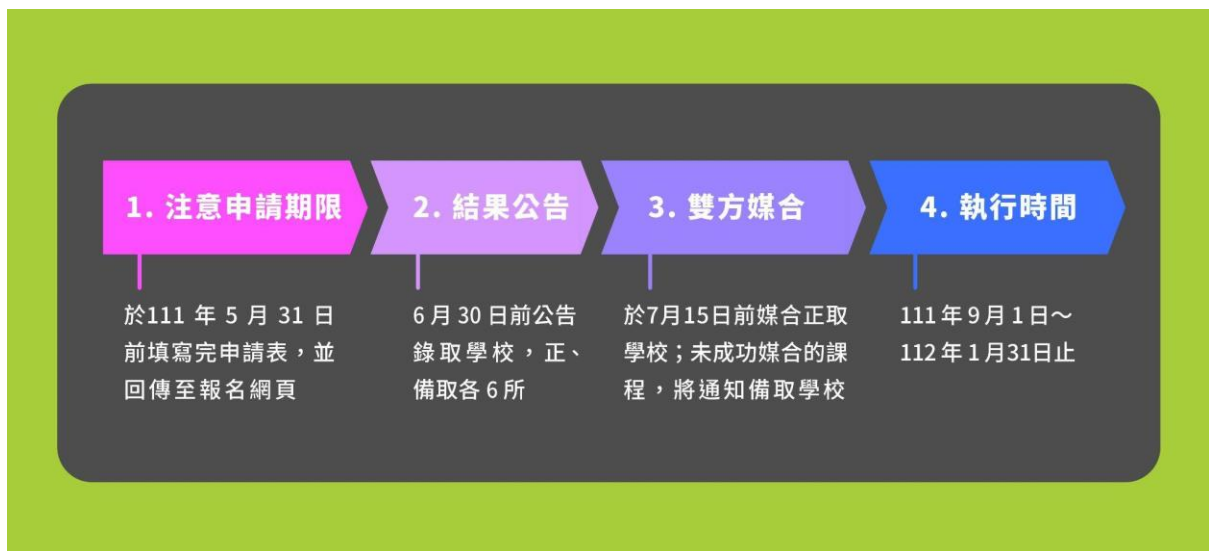 1. 注意申請期限
於111 年 5 月 31 日
前填寫完申請表，並
回傳至報名網頁
2. 結果公告
6 月 30 日前公告
錄取學校，正、
備取各 6 所
3. 雙方媒合
於7月15日前媒合正取
學校；未成功媒合的課
程，將通知備取學校
4. 執行時間
111 年 9 月 1 日～
112 年 1 月31日止